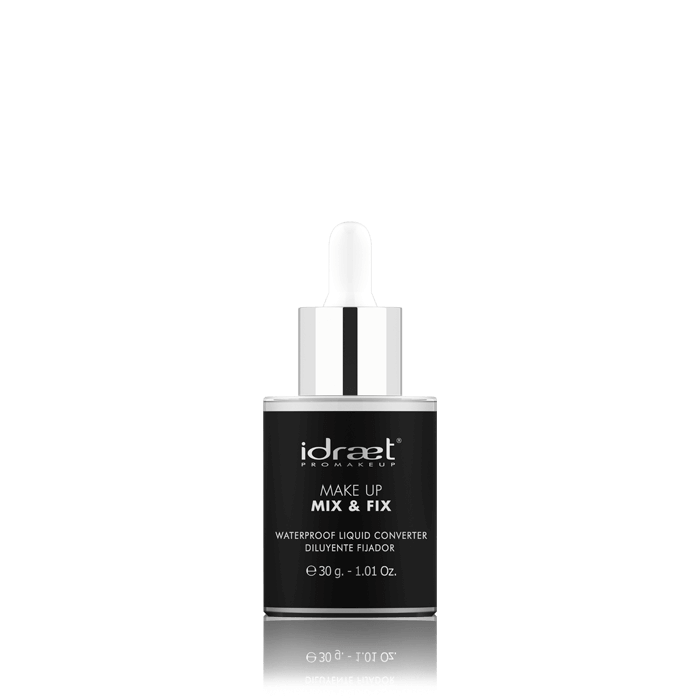 idraet®
PROMAKEUP
MAKE UP
MIX & FIX
WATERPROOF LIQUID CONVERTER
DILUYENTE FIJADOR
℮ 30 g. - 1.01 Oz.